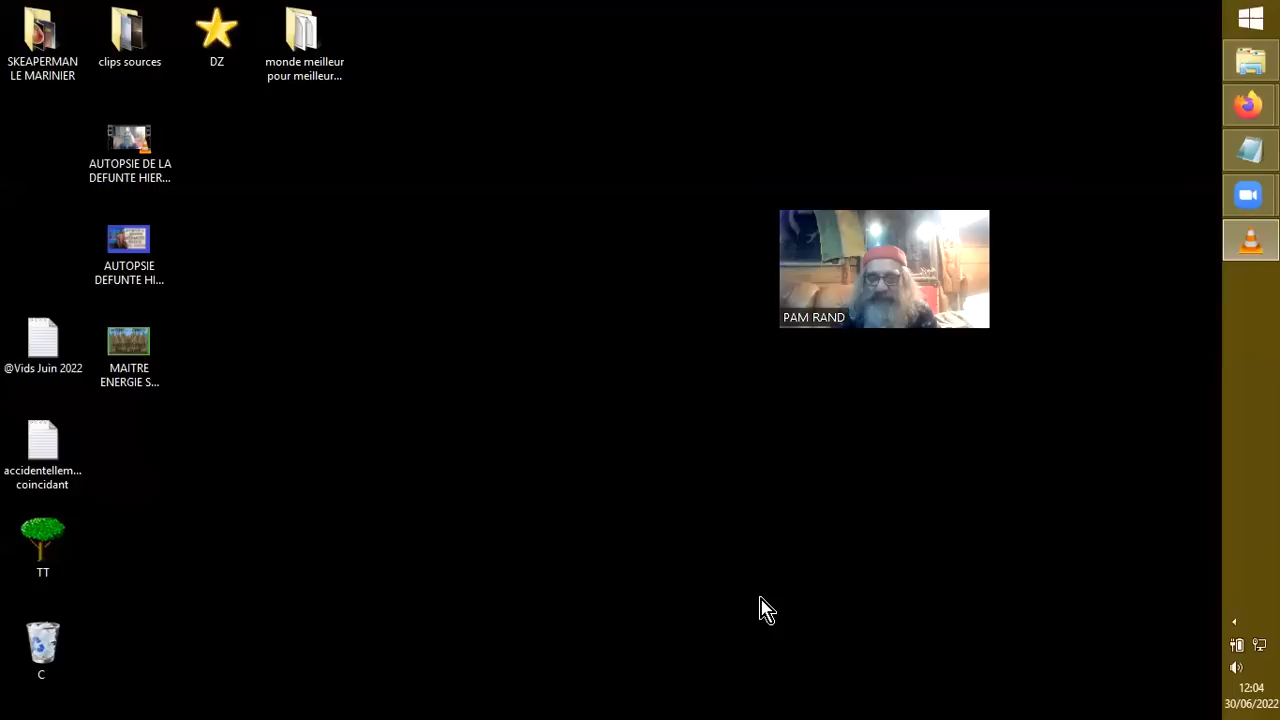 SKEAPERMAN
LE MARINIER
clips sources
DZ
monde meilleur
pour meilleur...
AUTOPSIE DE LA
DEFUNTE HIER...
AUTOPSIE
DEFUNTE HI...
PAM RAND
@Vids Juin 2022
MAITRE
ENERGIE S...
accidentellem...
coincidant
TT
C
12:04
30/06/2022